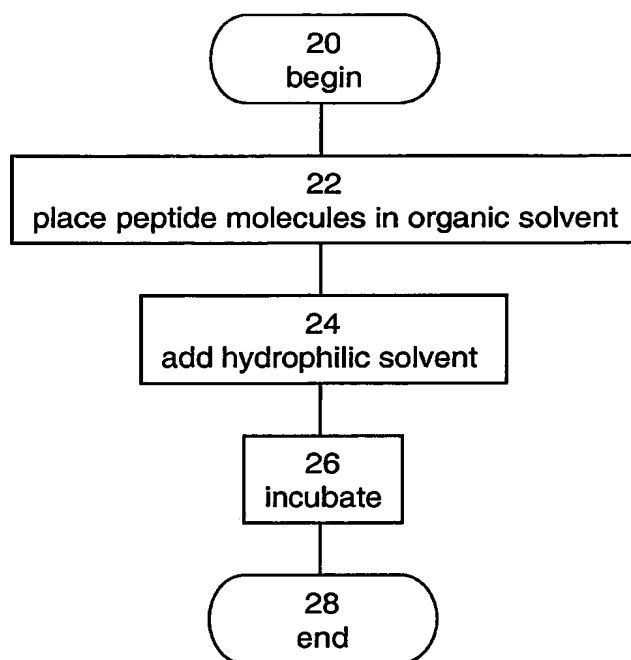 20
begin
22
place peptide molecules in organic solvent
24
add hydrophilic solvent
26
incubate
28
end